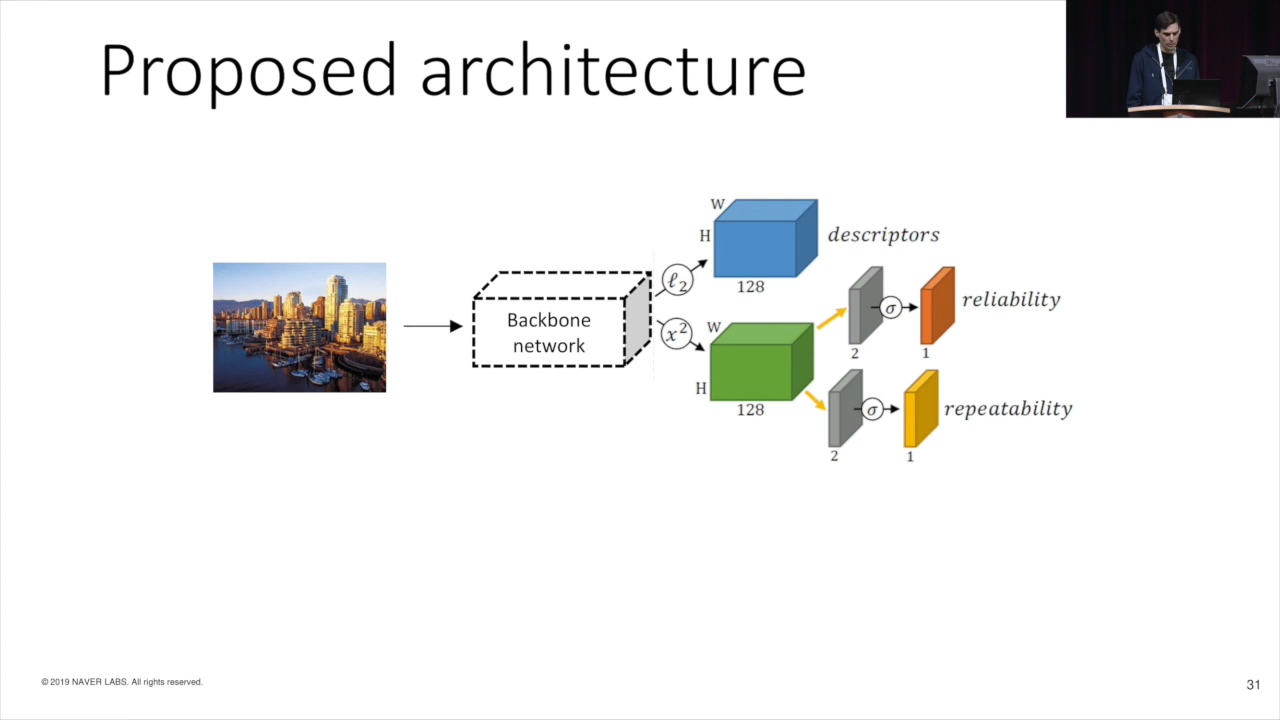 Proposed architecture
W
H
descriptors
ℓ₂
128
reliability
σ
Backbone
network
2
1
x²
W
H
128
σ
repeatability
2
1
© 2019 NAVER LABS. All rights reserved.
31